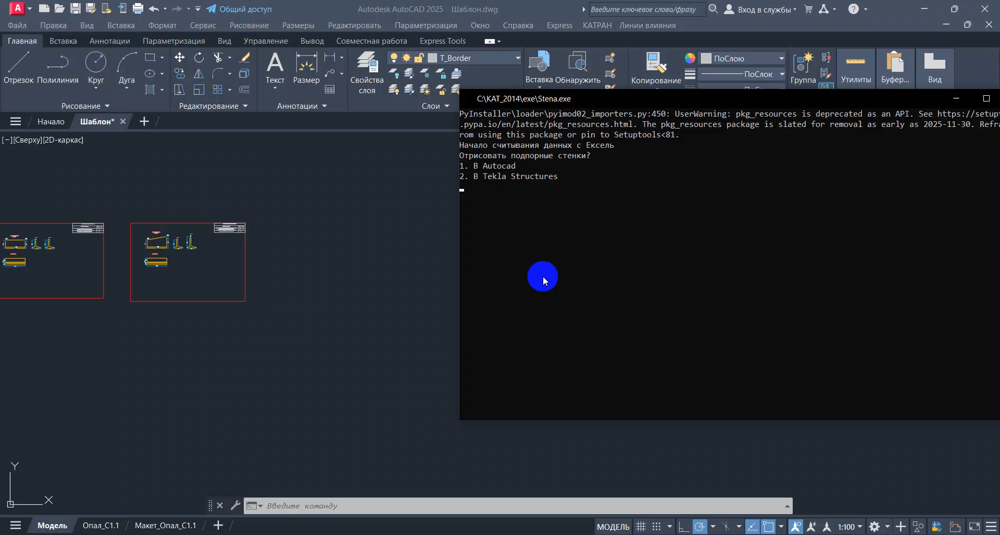 Общий доступ
Autodesk AutoCAD 2025 Шаблон.dwg
Введите ключевое слово/фразу
Вход в службы
Файл Правка Вид Вставка Формат Сервис Рисование Размеры Редактировать Параметризация Окно Справка Express КАТРАН Линии влияния
Главная Вставка Аннотации Параметризация Вид Управление Вывод Совместная работа Express Tools
T_Border
ПоСлою
ПоСлок
Отрезок Полилиния Круг Дуга
Текст Размер
Свойства слоя
Вставка Обнаружить
Копирование
Группа
Утилиты
Буфер...
Вид
Рисование
Редактирование
Аннотации
Слои
Начало
Шаблон*
[−][Сверху][2D-каркас]
C:\KAT_2014\exe\Stena.exe
PyInstaller\loader\pyimod02_importers.py:450: UserWarning: pkg_resources is deprecated as an API. See https://setupt
.pypa.io/en/latest/pkg_resources.html. The pkg_resources package is slated for removal as early as 2025-11-30. Refra
rom using this package or pin to Setuptools<81.
Начало считывания данных с Ексель
Отрисовать подпорные стенки?
1. В Autocad
2. В Tekla Structures
Y
X
Введите команду
Модель
Опал_С1.1
Макет_Опал_С1.1
МОДЕЛЬ
1:100